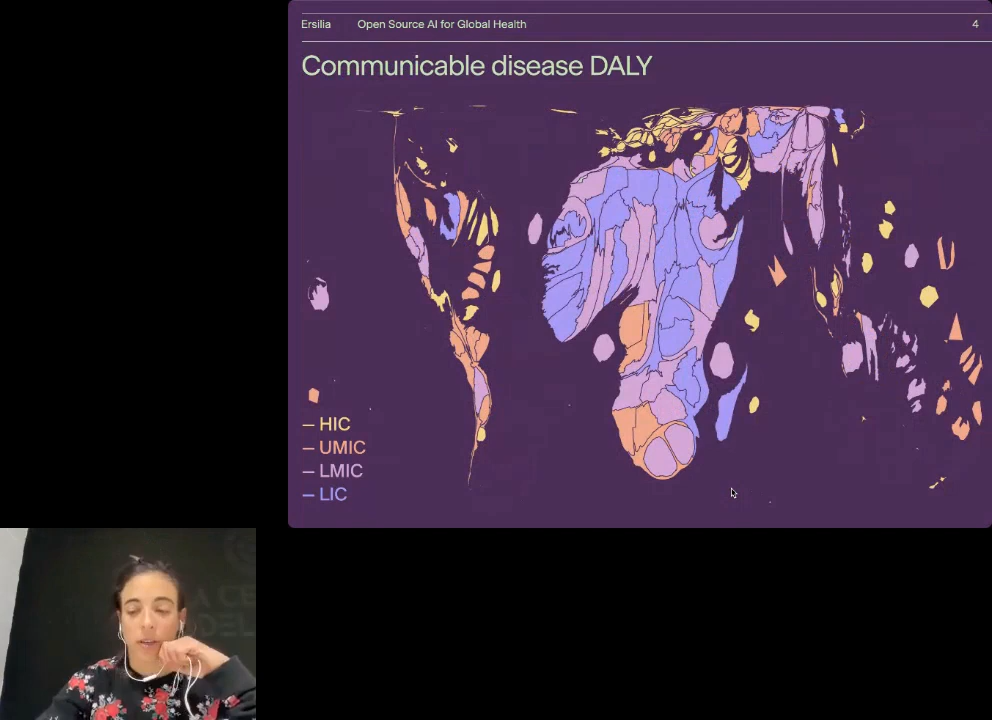 Ersilia Open Source AI for Global Health 4
Communicable disease DALY
– HIC
– UMIC
– LMIC
– LIC